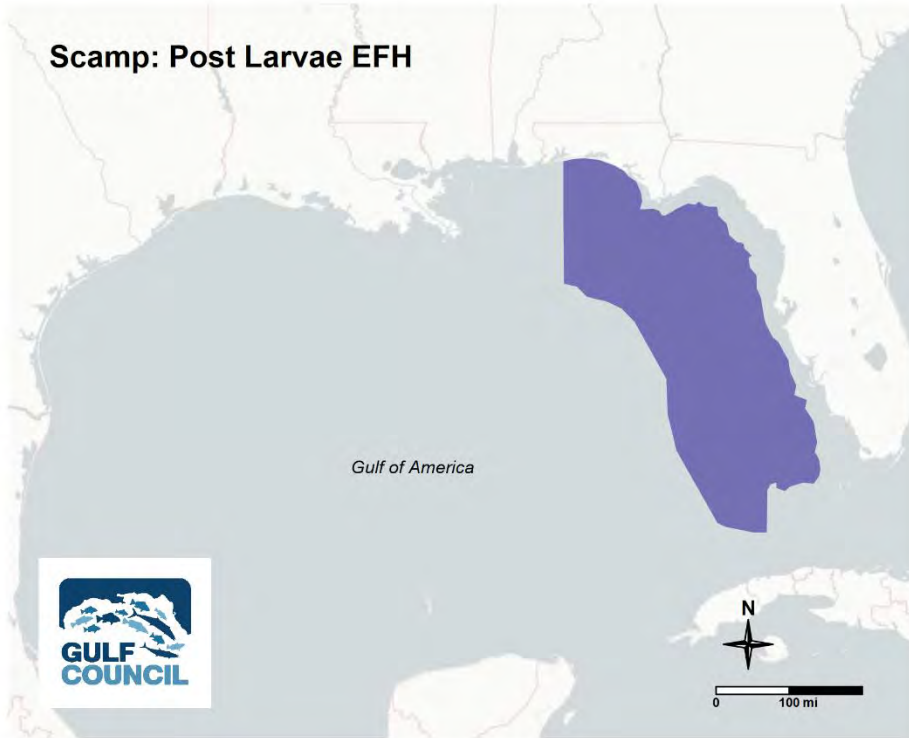 Scamp: Post Larvae EFH
Gulf of America
GULF
COUNCIL
N
0 100 mi